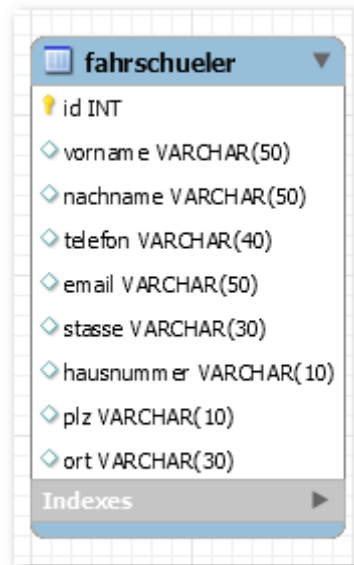 fahrschueler
id INT
vorname VARCHAR(50)
nachname VARCHAR(50)
telefon VARCHAR(40)
email VARCHAR(50)
stasse VARCHAR(30)
hausnummer VARCHAR(10)
plz VARCHAR(10)
ort VARCHAR(30)
Indexes